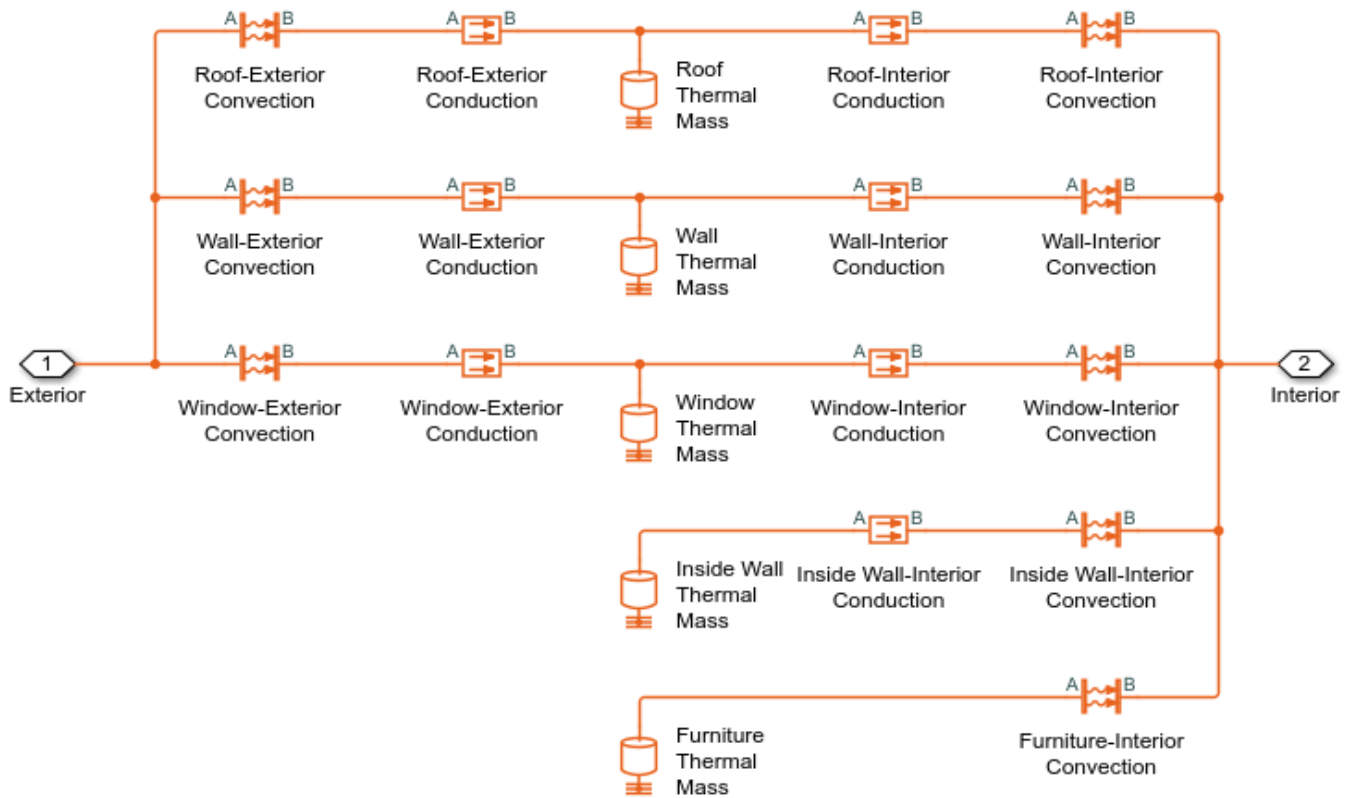 A B A B A B A B
Roof-Exterior
Convection
Roof-Exterior
Conduction
Roof
Thermal
Mass
Roof-Interior
Conduction
Roof-Interior
Convection
A B A B A B A B
Wall-Exterior
Convection
Wall-Exterior
Conduction
Wall
Thermal
Mass
Wall-Interior
Conduction
Wall-Interior
Convection
1
Exterior
A B A B A B A B
2
Interior
Window-Exterior
Convection
Window-Exterior
Conduction
Window
Thermal
Mass
Window-Interior
Conduction
Window-Interior
Convection
A B A B
Inside Wall
Thermal
Mass
Inside Wall-Interior
Conduction
Inside Wall-Interior
Convection
A B
Furniture
Thermal
Mass
Furniture-Interior
Convection